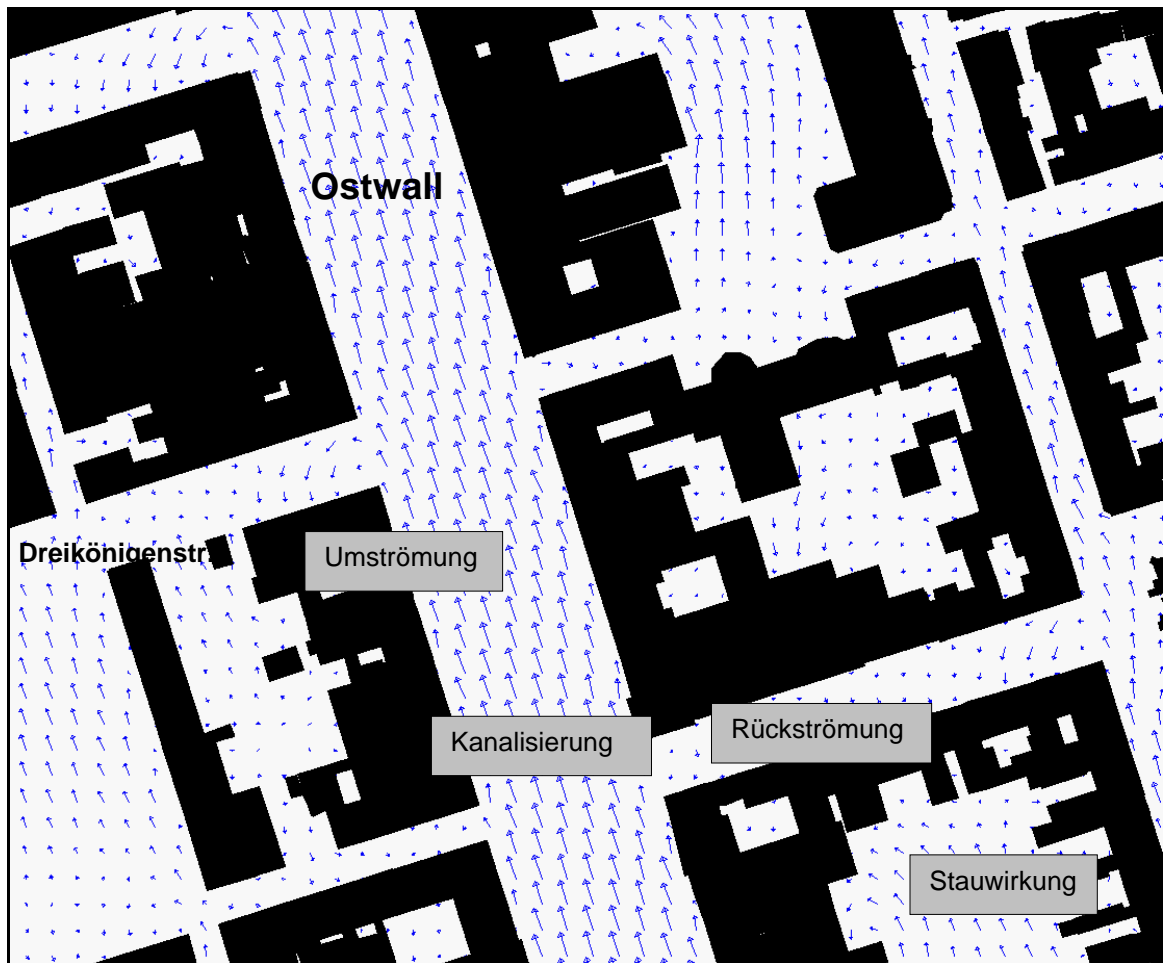 Ostwall
Dreikönigenstr.
Umströmung
Kanalisierung
Rückströmung
Stauwirkung